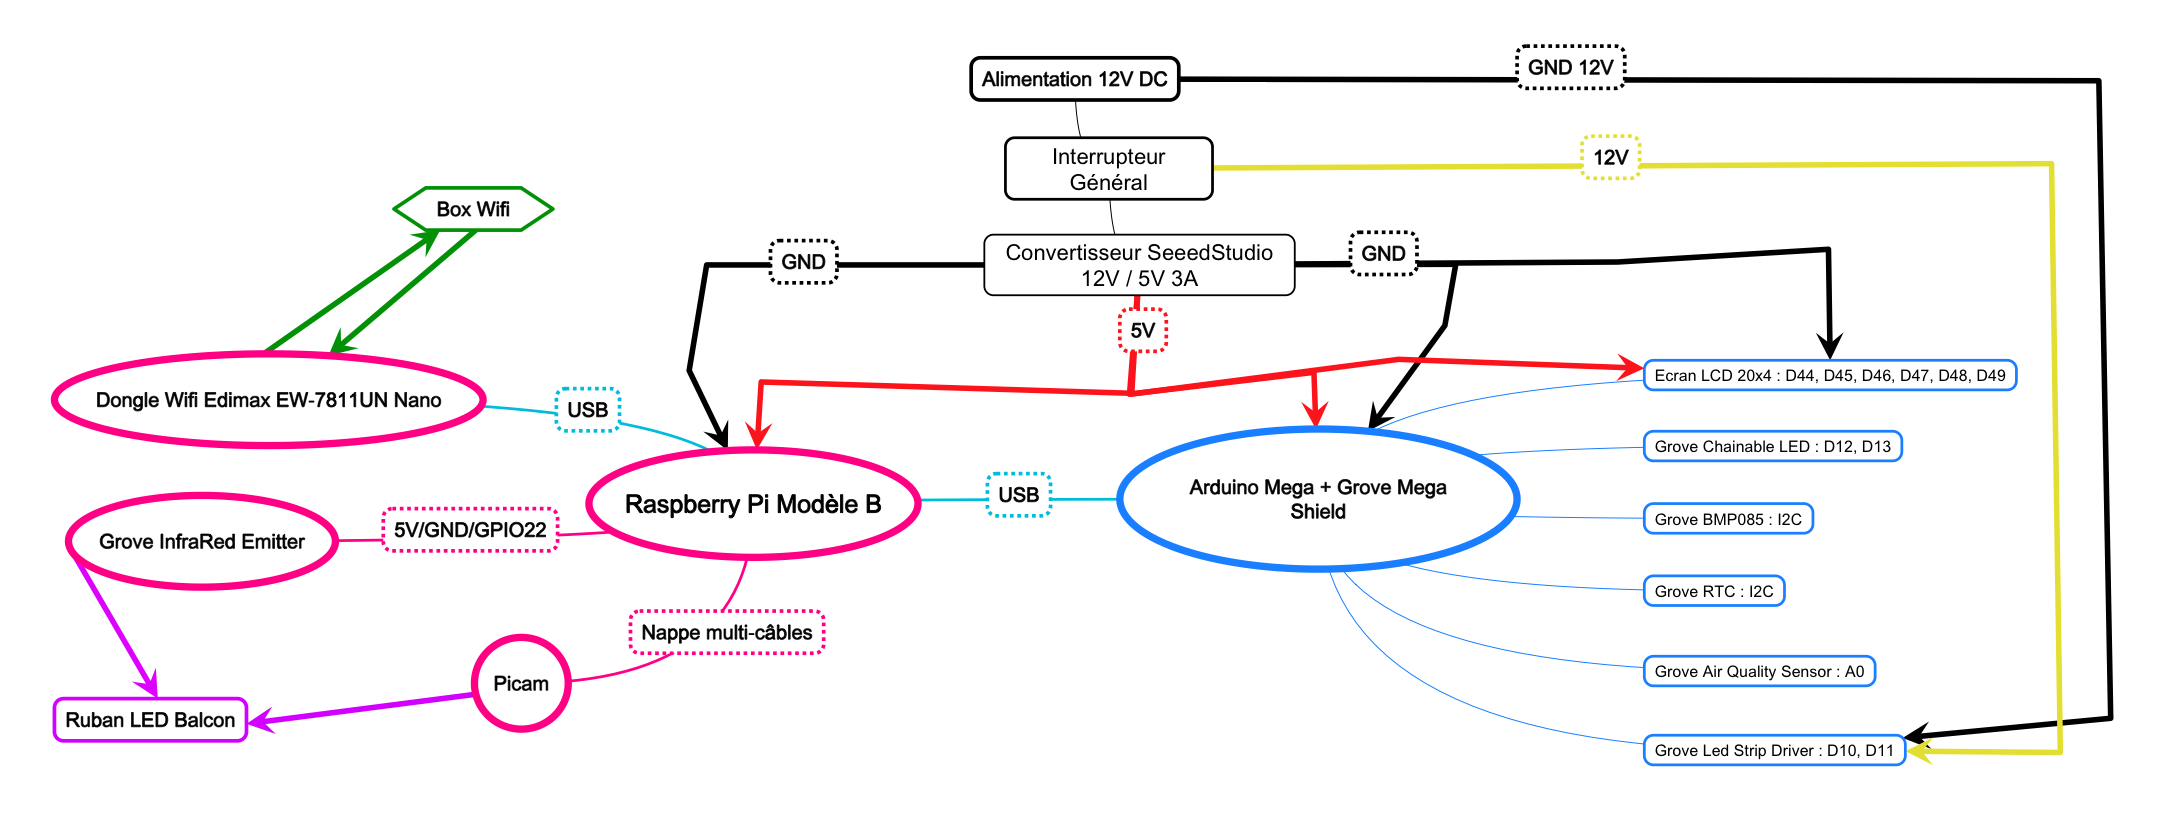 GND 12V
Alimentation 12V DC
12V
Interrupteur
Général
Box Wifi
GND
Convertisseur SeeedStudio
12V / 5V 3A
GND
5V
Ecran LCD 20x4 : D44, D45, D46, D47, D48, D49
Dongle Wifi Edimax EW-7811UN Nano
USB
Grove Chainable LED : D12, D13
Raspberry Pi Modèle B
USB
Arduino Mega + Grove Mega
Shield
Grove BMP085 : I2C
5V/GND/GPIO22
Grove InfraRed Emitter
Grove RTC : I2C
Nappe multi-câbles
Grove Air Quality Sensor : A0
Picam
Ruban LED Balcon
Grove Led Strip Driver : D10, D11